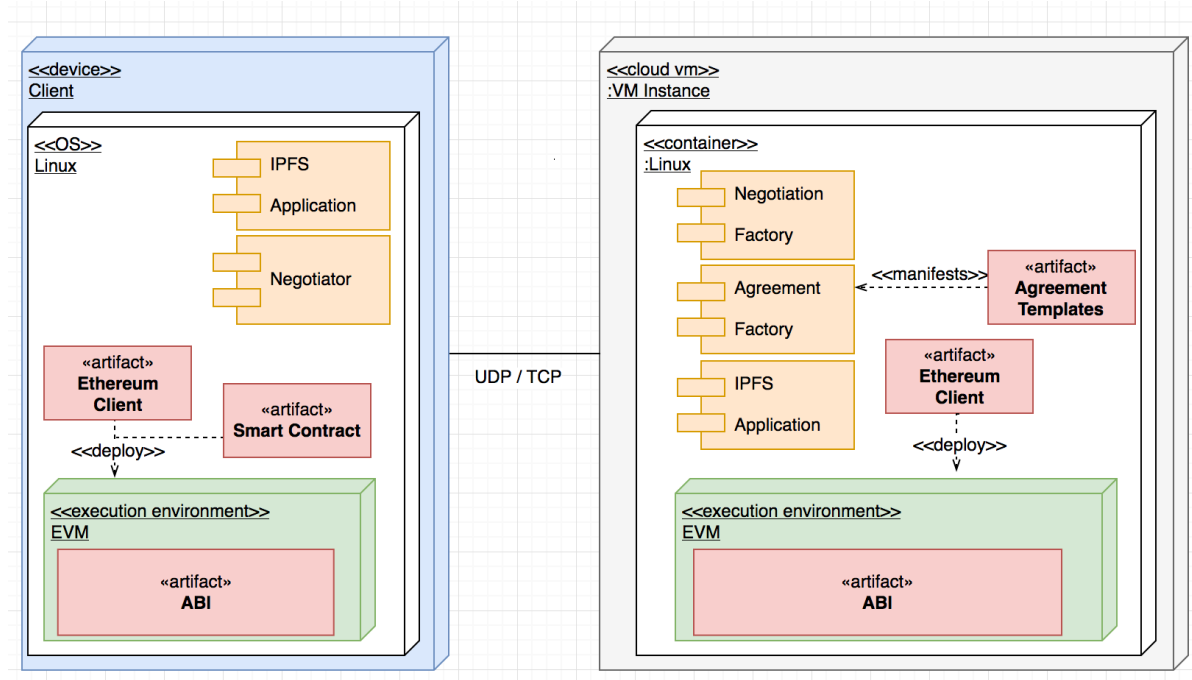 <<device>>
Client
<<OS>>
Linux
IPFS
Application
Negotiator
«artifact»
Ethereum
Client
«artifact»
Smart Contract
<<deploy>>
<<execution environment>>
EVM
«artifact»
ABI
UDP / TCP
<<cloud vm>>
:VM Instance
<<container>>
:Linux
Negotiation
Factory
Agreement
Factory
<<manifests>>
«artifact»
Agreement
Templates
IPFS
Application
«artifact»
Ethereum
Client
<<deploy>>
<<execution environment>>
EVM
«artifact»
ABI